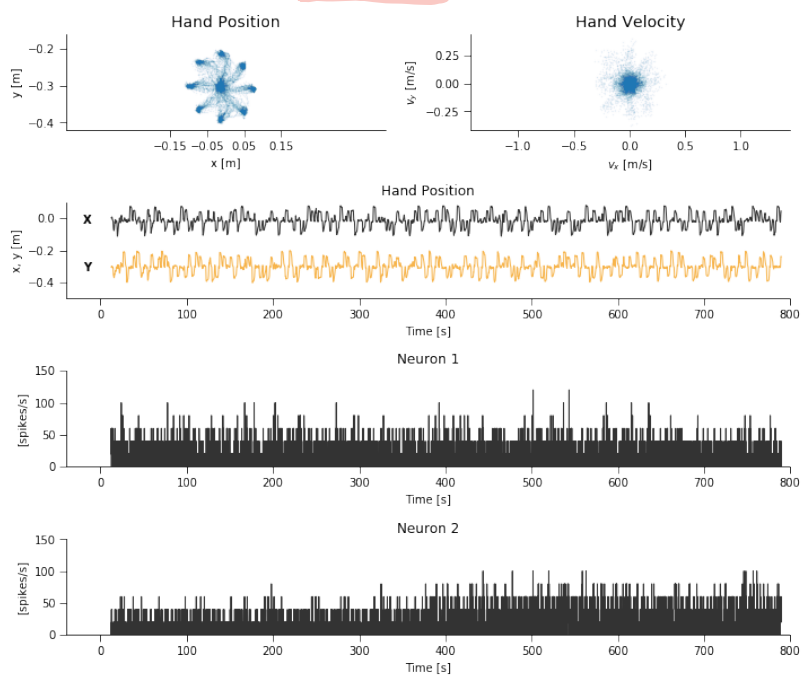 Hand Position
Hand Velocity
y [m]
−0.2
−0.3
−0.4
−0.15 −0.05 0.05 0.15
x [m]
vy [m/s]
0.25
0.00
−0.25
−1.0 −0.5 0.0 0.5 1.0
vx [m/s]
Hand Position
x, y [m]
0.0
−0.2
−0.4
X
Y
0 100 200 300 400 500 600 700 800
Time [s]
Neuron 1
[spikes/s]
150
100
50
0
0 100 200 300 400 500 600 700 800
Time [s]
Neuron 2
[spikes/s]
150
100
50
0
0 100 200 300 400 500 600 700 800
Time [s]